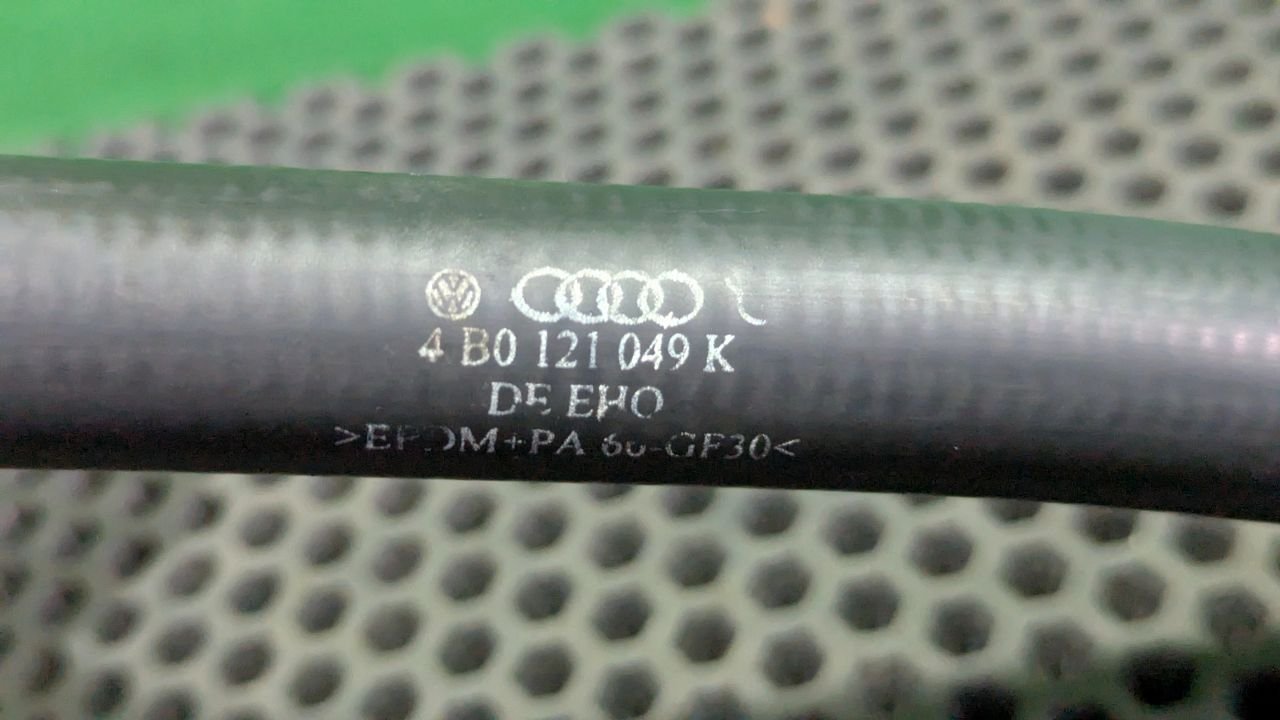 4 B0 121 049 K
DE EHO
>EPDM+PA 66-GF30<